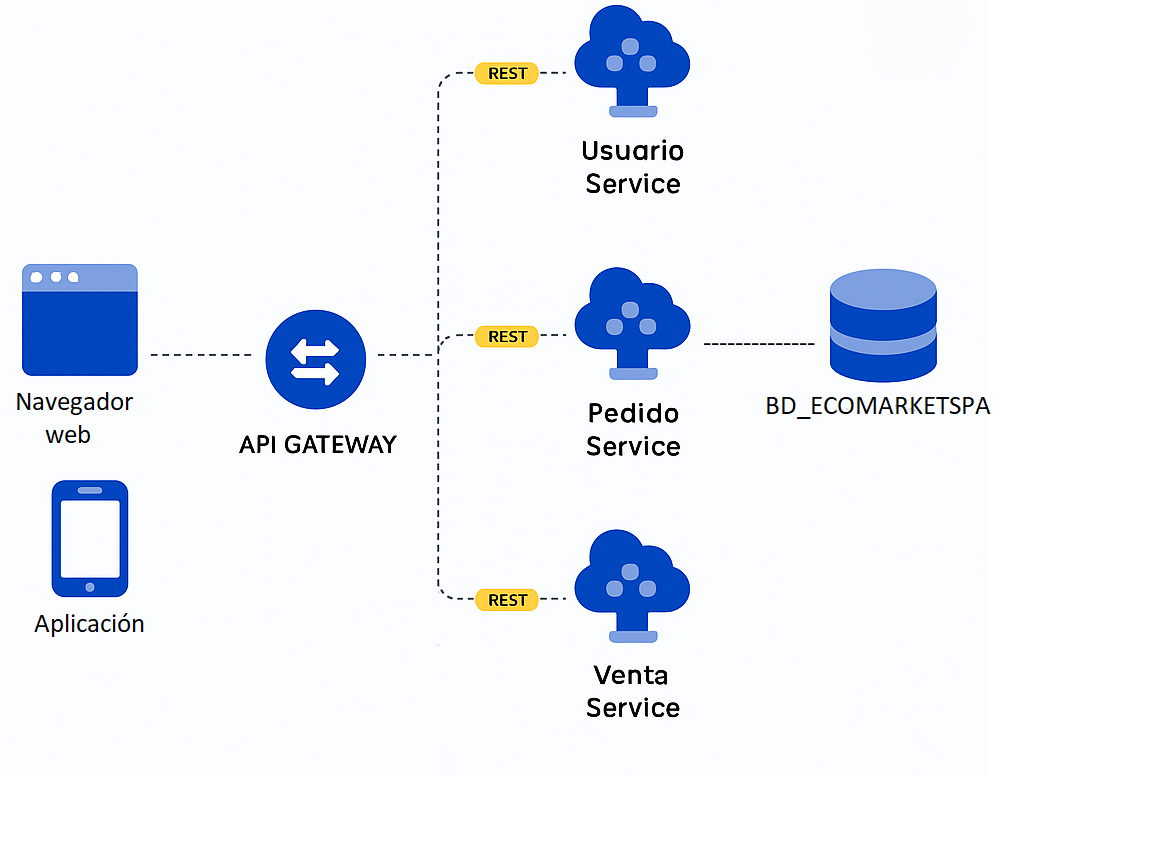 REST
Usuario
Service
Navegador
web
API GATEWAY
REST
Pedido
Service
BD_ECOMARKETSPA
Aplicación
REST
Venta
Service